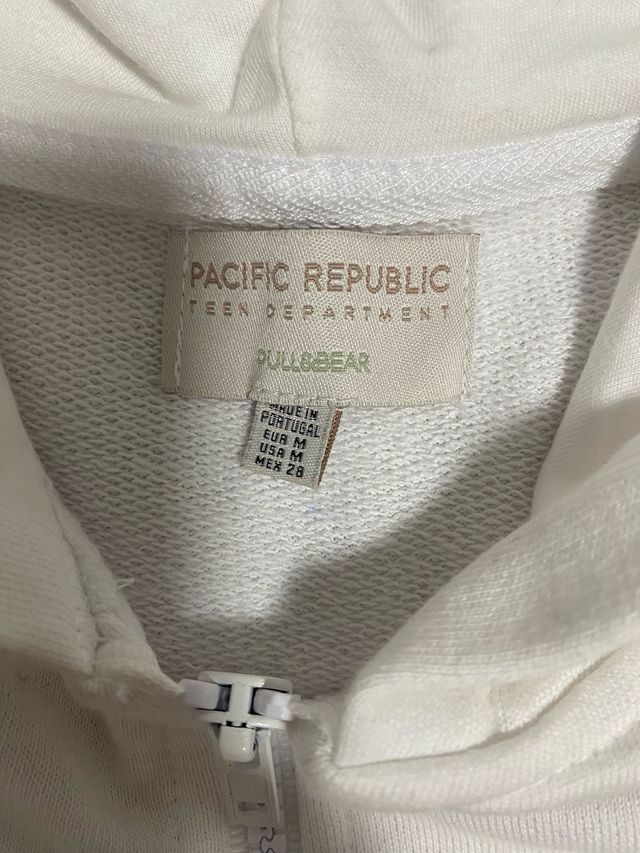 PACIFIC REPUBLIC
TEEN DEPARTMENT
PULL&BEAR
MADE IN
PORTUGAL
EUR M
USA M
MEX 28